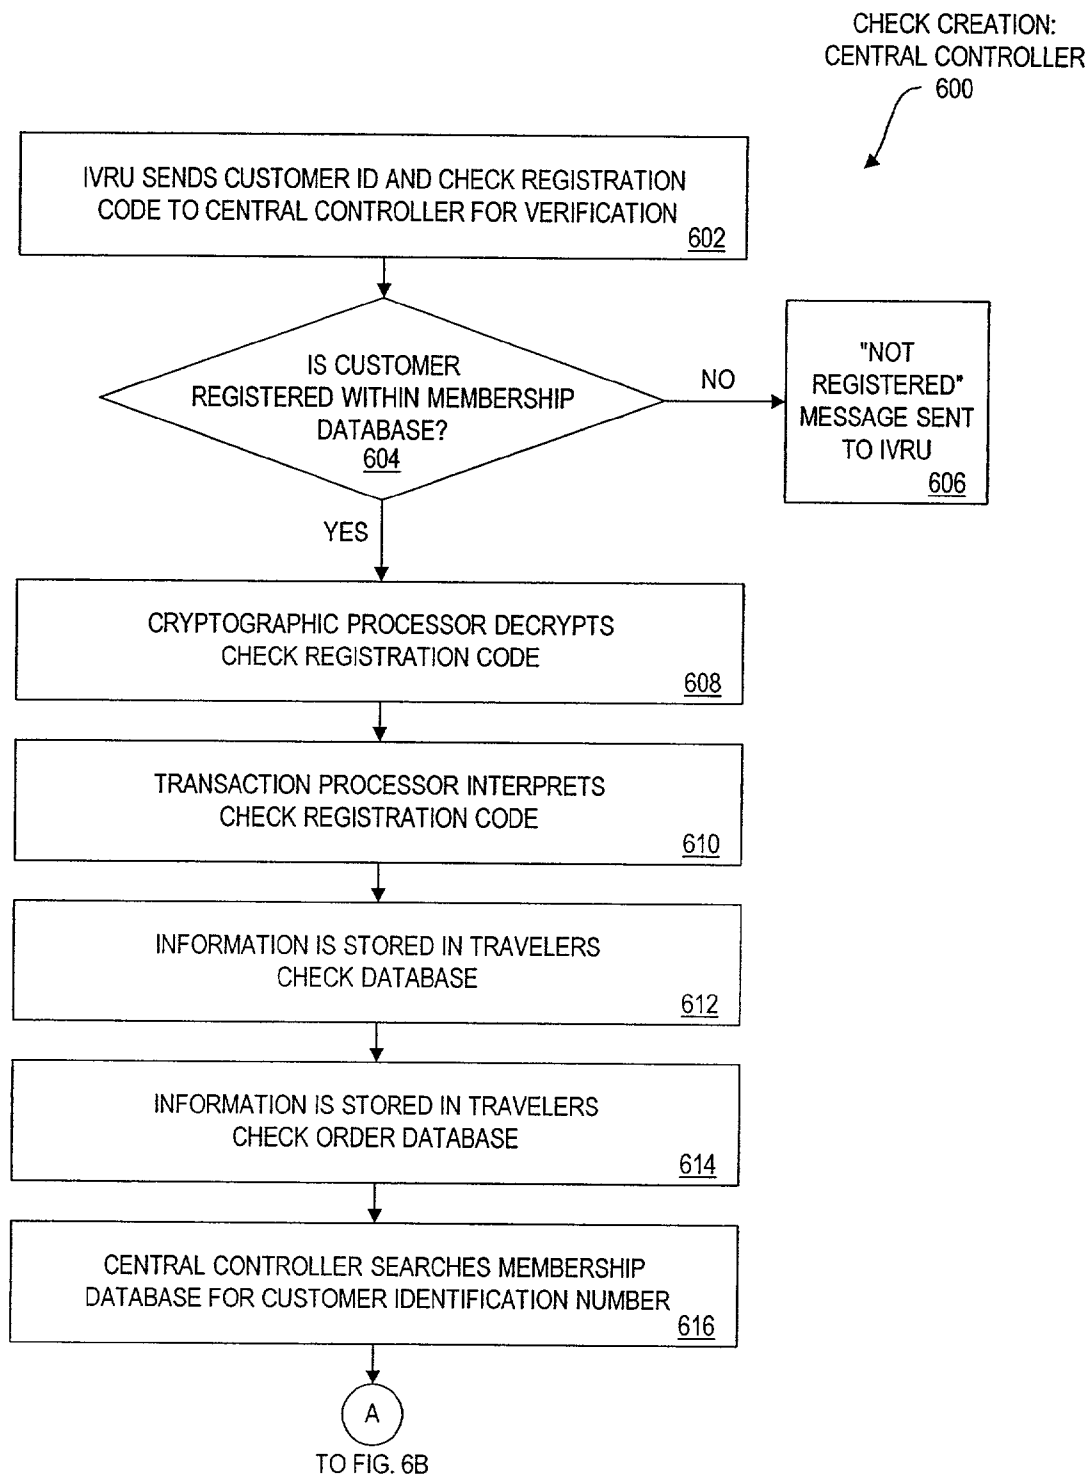 CHECK CREATION:
CENTRAL CONTROLLER
600
IVRU SENDS CUSTOMER ID AND CHECK REGISTRATION
CODE TO CENTRAL CONTROLLER FOR VERIFICATION
602
IS CUSTOMER
REGISTERED WITHIN MEMBERSHIP
DATABASE?
604
NO
"NOT
REGISTERED"
MESSAGE SENT
TO IVRU
606
YES
CRYPTOGRAPHIC PROCESSOR DECRYPTS
CHECK REGISTRATION CODE
608
TRANSACTION PROCESSOR INTERPRETS
CHECK REGISTRATION CODE
610
INFORMATION IS STORED IN TRAVELERS
CHECK DATABASE
612
INFORMATION IS STORED IN TRAVELERS
CHECK ORDER DATABASE
614
CENTRAL CONTROLLER SEARCHES MEMBERSHIP
DATABASE FOR CUSTOMER IDENTIFICATION NUMBER
616
A
TO FIG. 6B